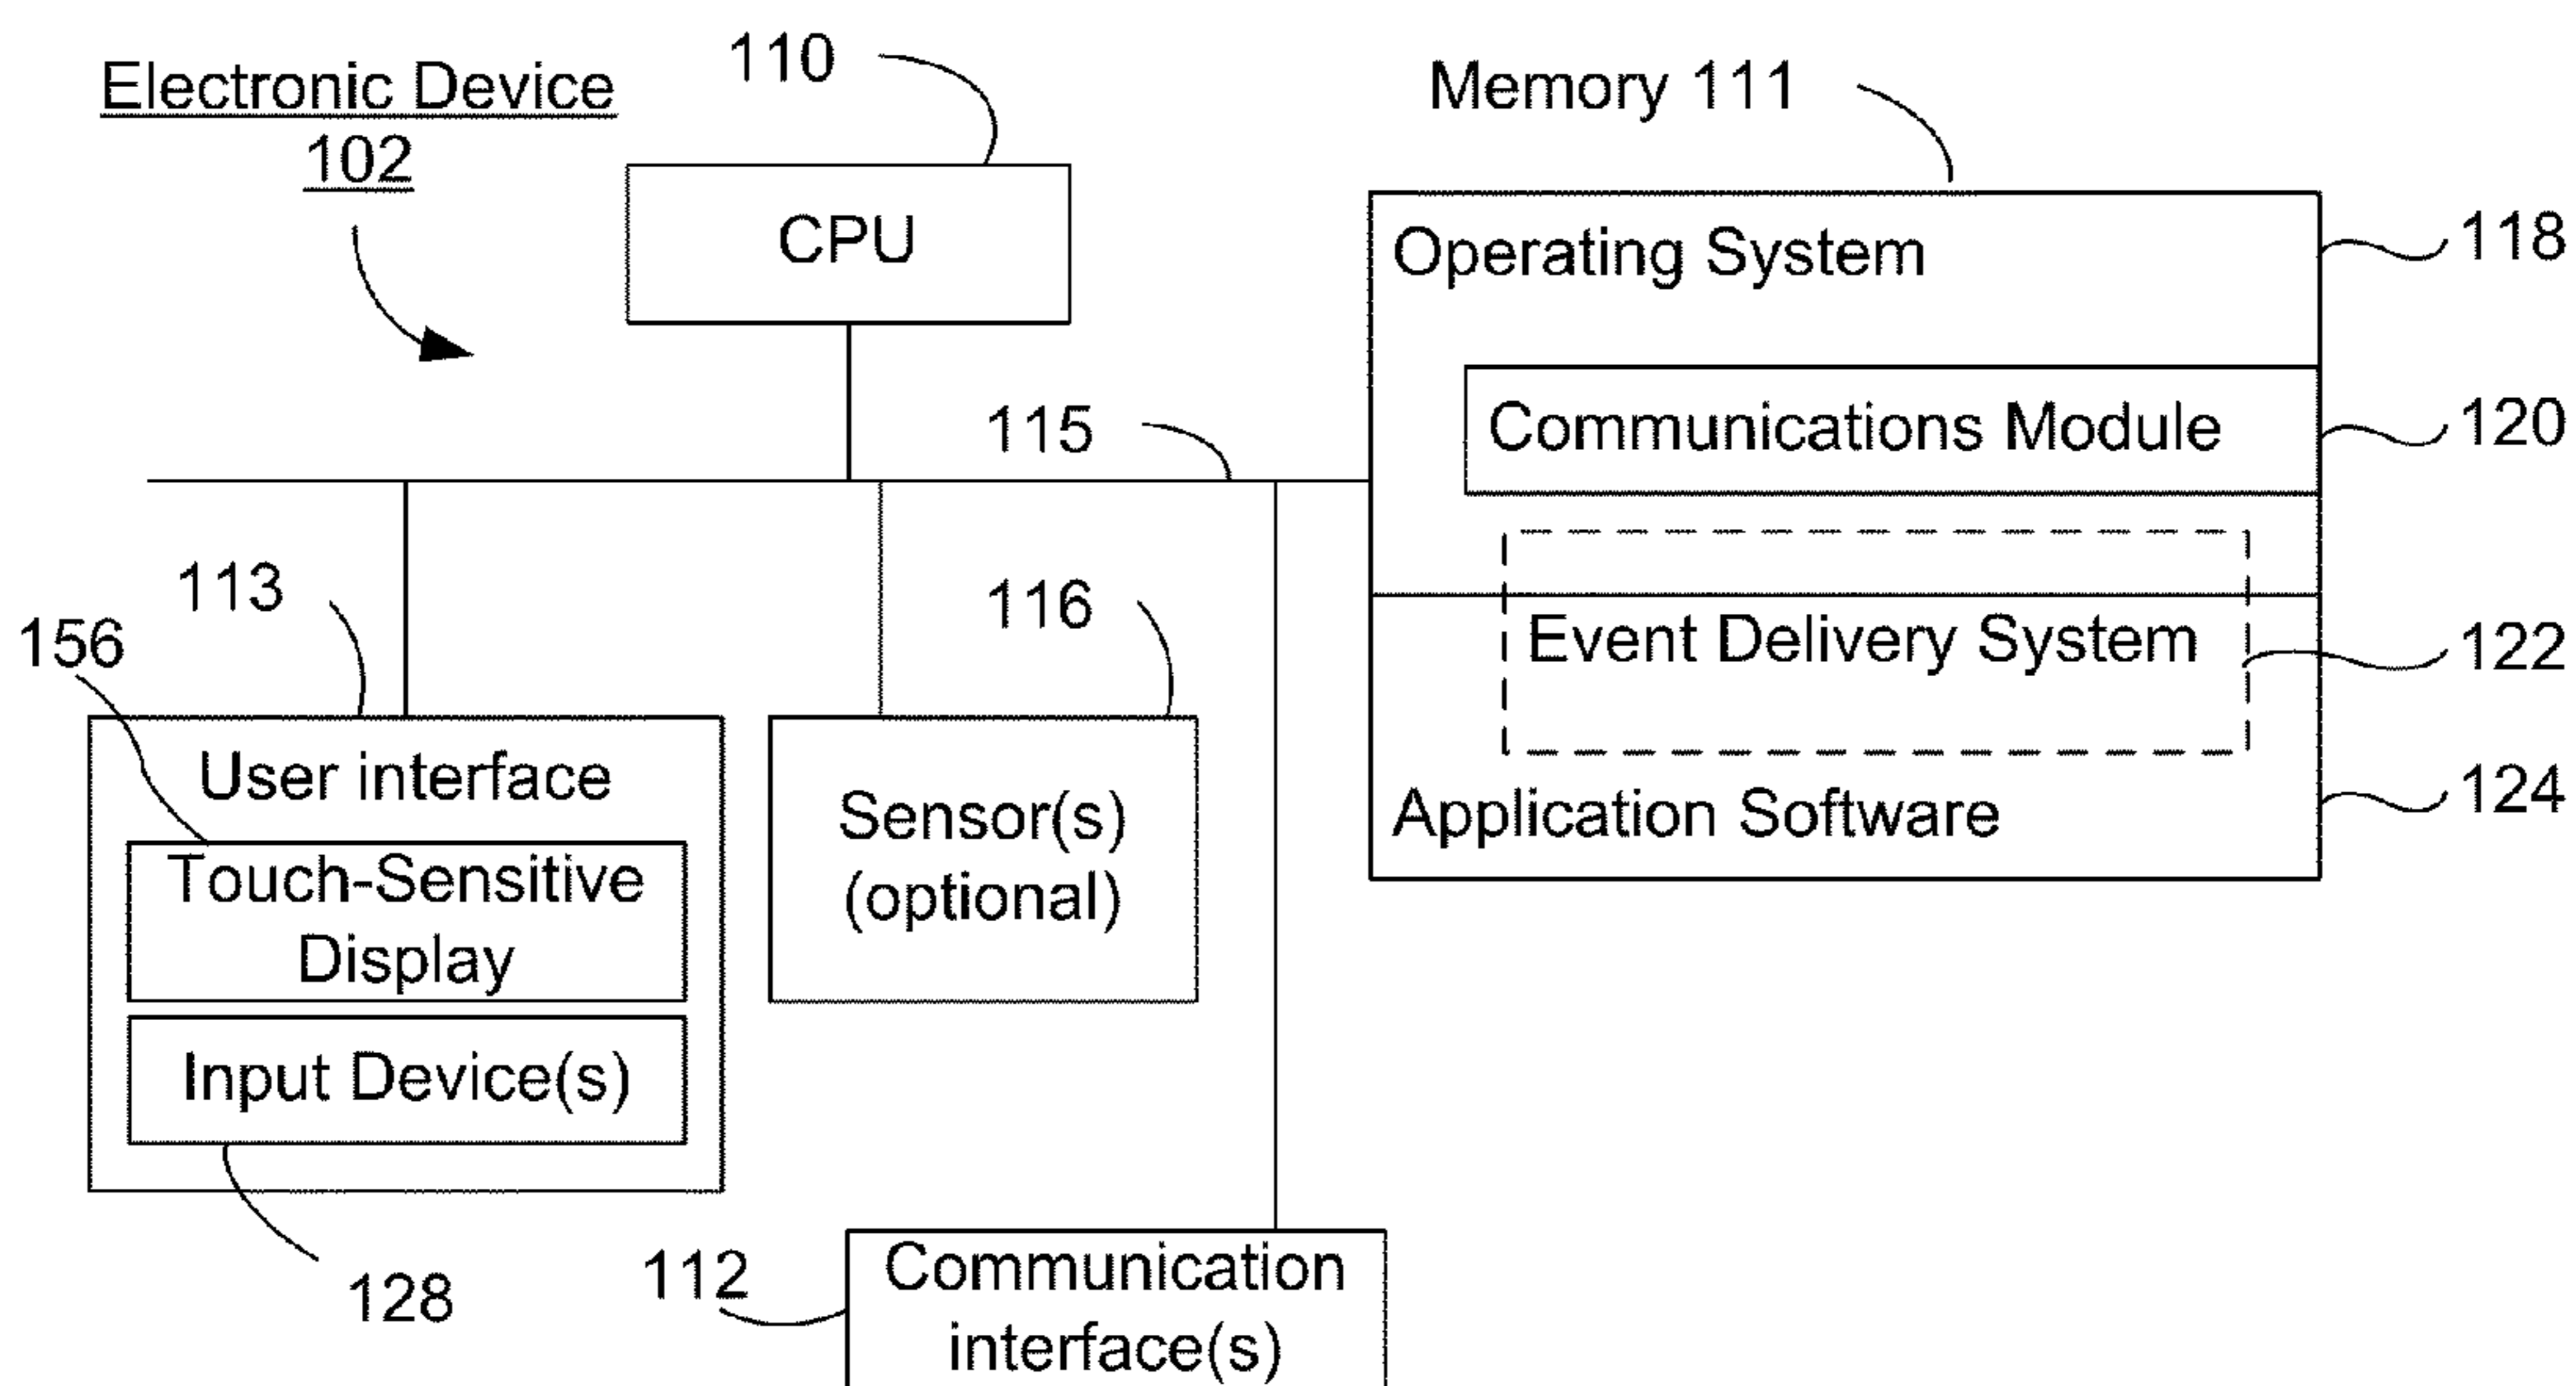 Electronic Device
102
110
CPU
Memory 111
Operating System
118
Communications Module
120
115
Event Delivery System
122
Application Software
124
113
156
User interface
Touch-Sensitive
Display
Input Device(s)
128
116
Sensor(s)
(optional)
112
Communication
interface(s)